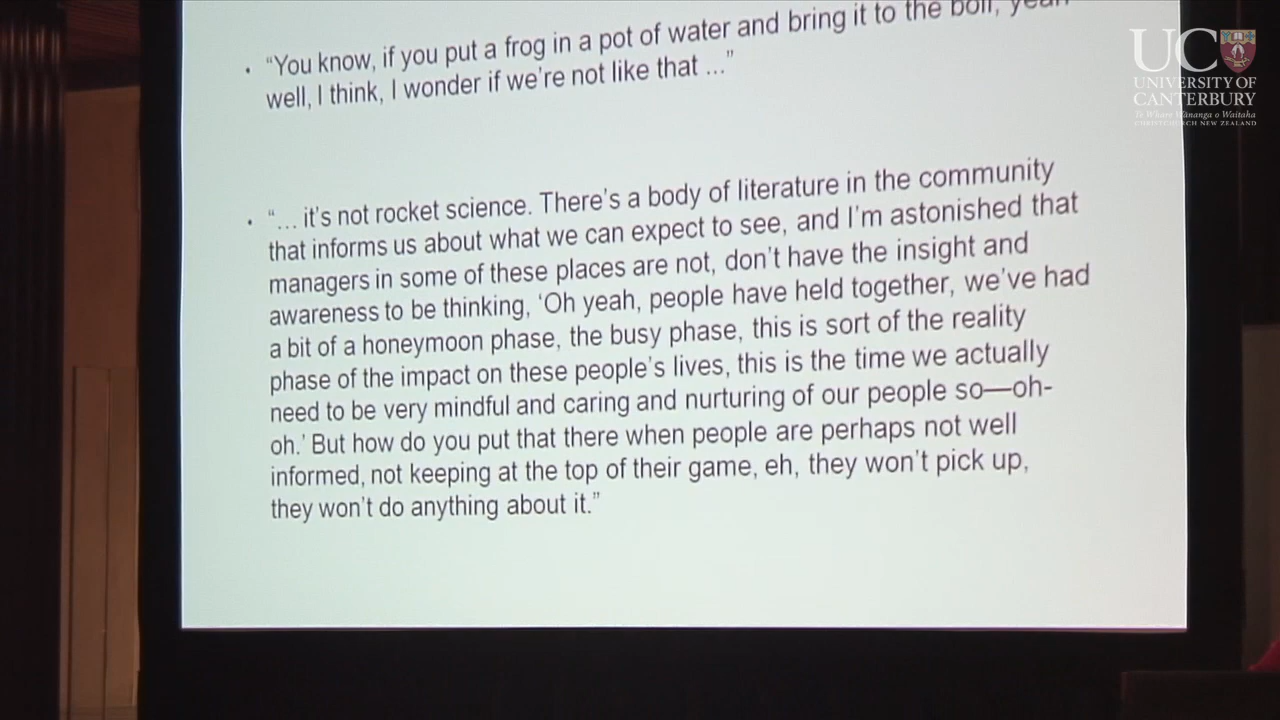 • “You know, if you put a frog in a pot of water and bring it to the boil, yeah
well, I think, I wonder if we’re not like that ...”
• “... it’s not rocket science. There’s a body of literature in the community
that informs us about what we can expect to see, and I’m astonished that
managers in some of these places are not, don’t have the insight and
awareness to be thinking, ‘Oh yeah, people have held together, we’ve had
a bit of a honeymoon phase, the busy phase, this is sort of the reality
phase of the impact on these people’s lives, this is the time we actually
need to be very mindful and caring and nurturing of our people so—oh-
oh.’ But how do you put that there when people are perhaps not well
informed, not keeping at the top of their game, eh, they won’t pick up,
they won’t do anything about it.”
UC
UNIVERSITY OF
CANTERBURY
Te Whare Wānanga o Waitaha
CHRISTCHURCH NEW ZEALAND